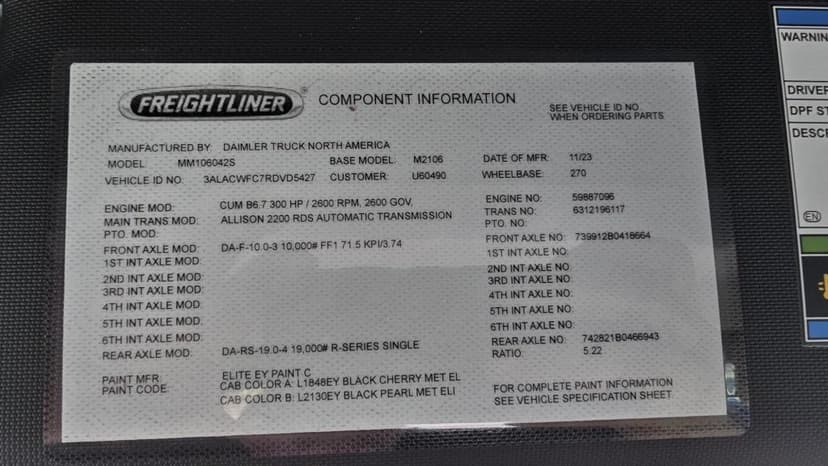 FREIGHTLINER ® COMPONENT INFORMATION
SEE VEHICLE ID NO.
WHEN ORDERING PARTS
MANUFACTURED BY: DAIMLER TRUCK NORTH AMERICA
MODEL: MM106042S BASE MODEL: M2106 DATE OF MFR: 11/23
VEHICLE ID NO: 3ALACWFC7RDVD5427 CUSTOMER: U60490 WHEELBASE: 270
ENGINE MOD: CUM B6.7 300 HP / 2600 RPM, 2600 GOV, ENGINE NO: 59887096
MAIN TRANS MOD: ALLISON 2200 RDS AUTOMATIC TRANSMISSION TRANS NO: 6312196117
PTO. MOD: PTO. NO:
FRONT AXLE MOD: DA-F-10.0-3 10,000# FF1 71.5 KPI/3.74 FRONT AXLE NO: 739912B0418664
1ST INT AXLE MOD: 1ST INT AXLE NO:
2ND INT AXLE MOD: 2ND INT AXLE NO:
3RD INT AXLE MOD: 3RD INT AXLE NO:
4TH INT AXLE MOD: 4TH INT AXLE NO:
5TH INT AXLE MOD: 5TH INT AXLE NO:
6TH INT AXLE MOD: 6TH INT AXLE NO:
REAR AXLE MOD: DA-RS-19.0-4 19,000# R-SERIES SINGLE REAR AXLE NO: 742821B0466943
RATIO: 5.22
PAINT MFR: ELITE EY PAINT C
PAINT CODE: CAB COLOR A: L1848EY BLACK CHERRY MET EL
CAB COLOR B: L2130EY BLACK PEARL MET ELI
FOR COMPLETE PAINT INFORMATION
SEE VEHICLE SPECIFICATION SHEET
WARNIN
DRIVER
DPF ST
DESC
EN